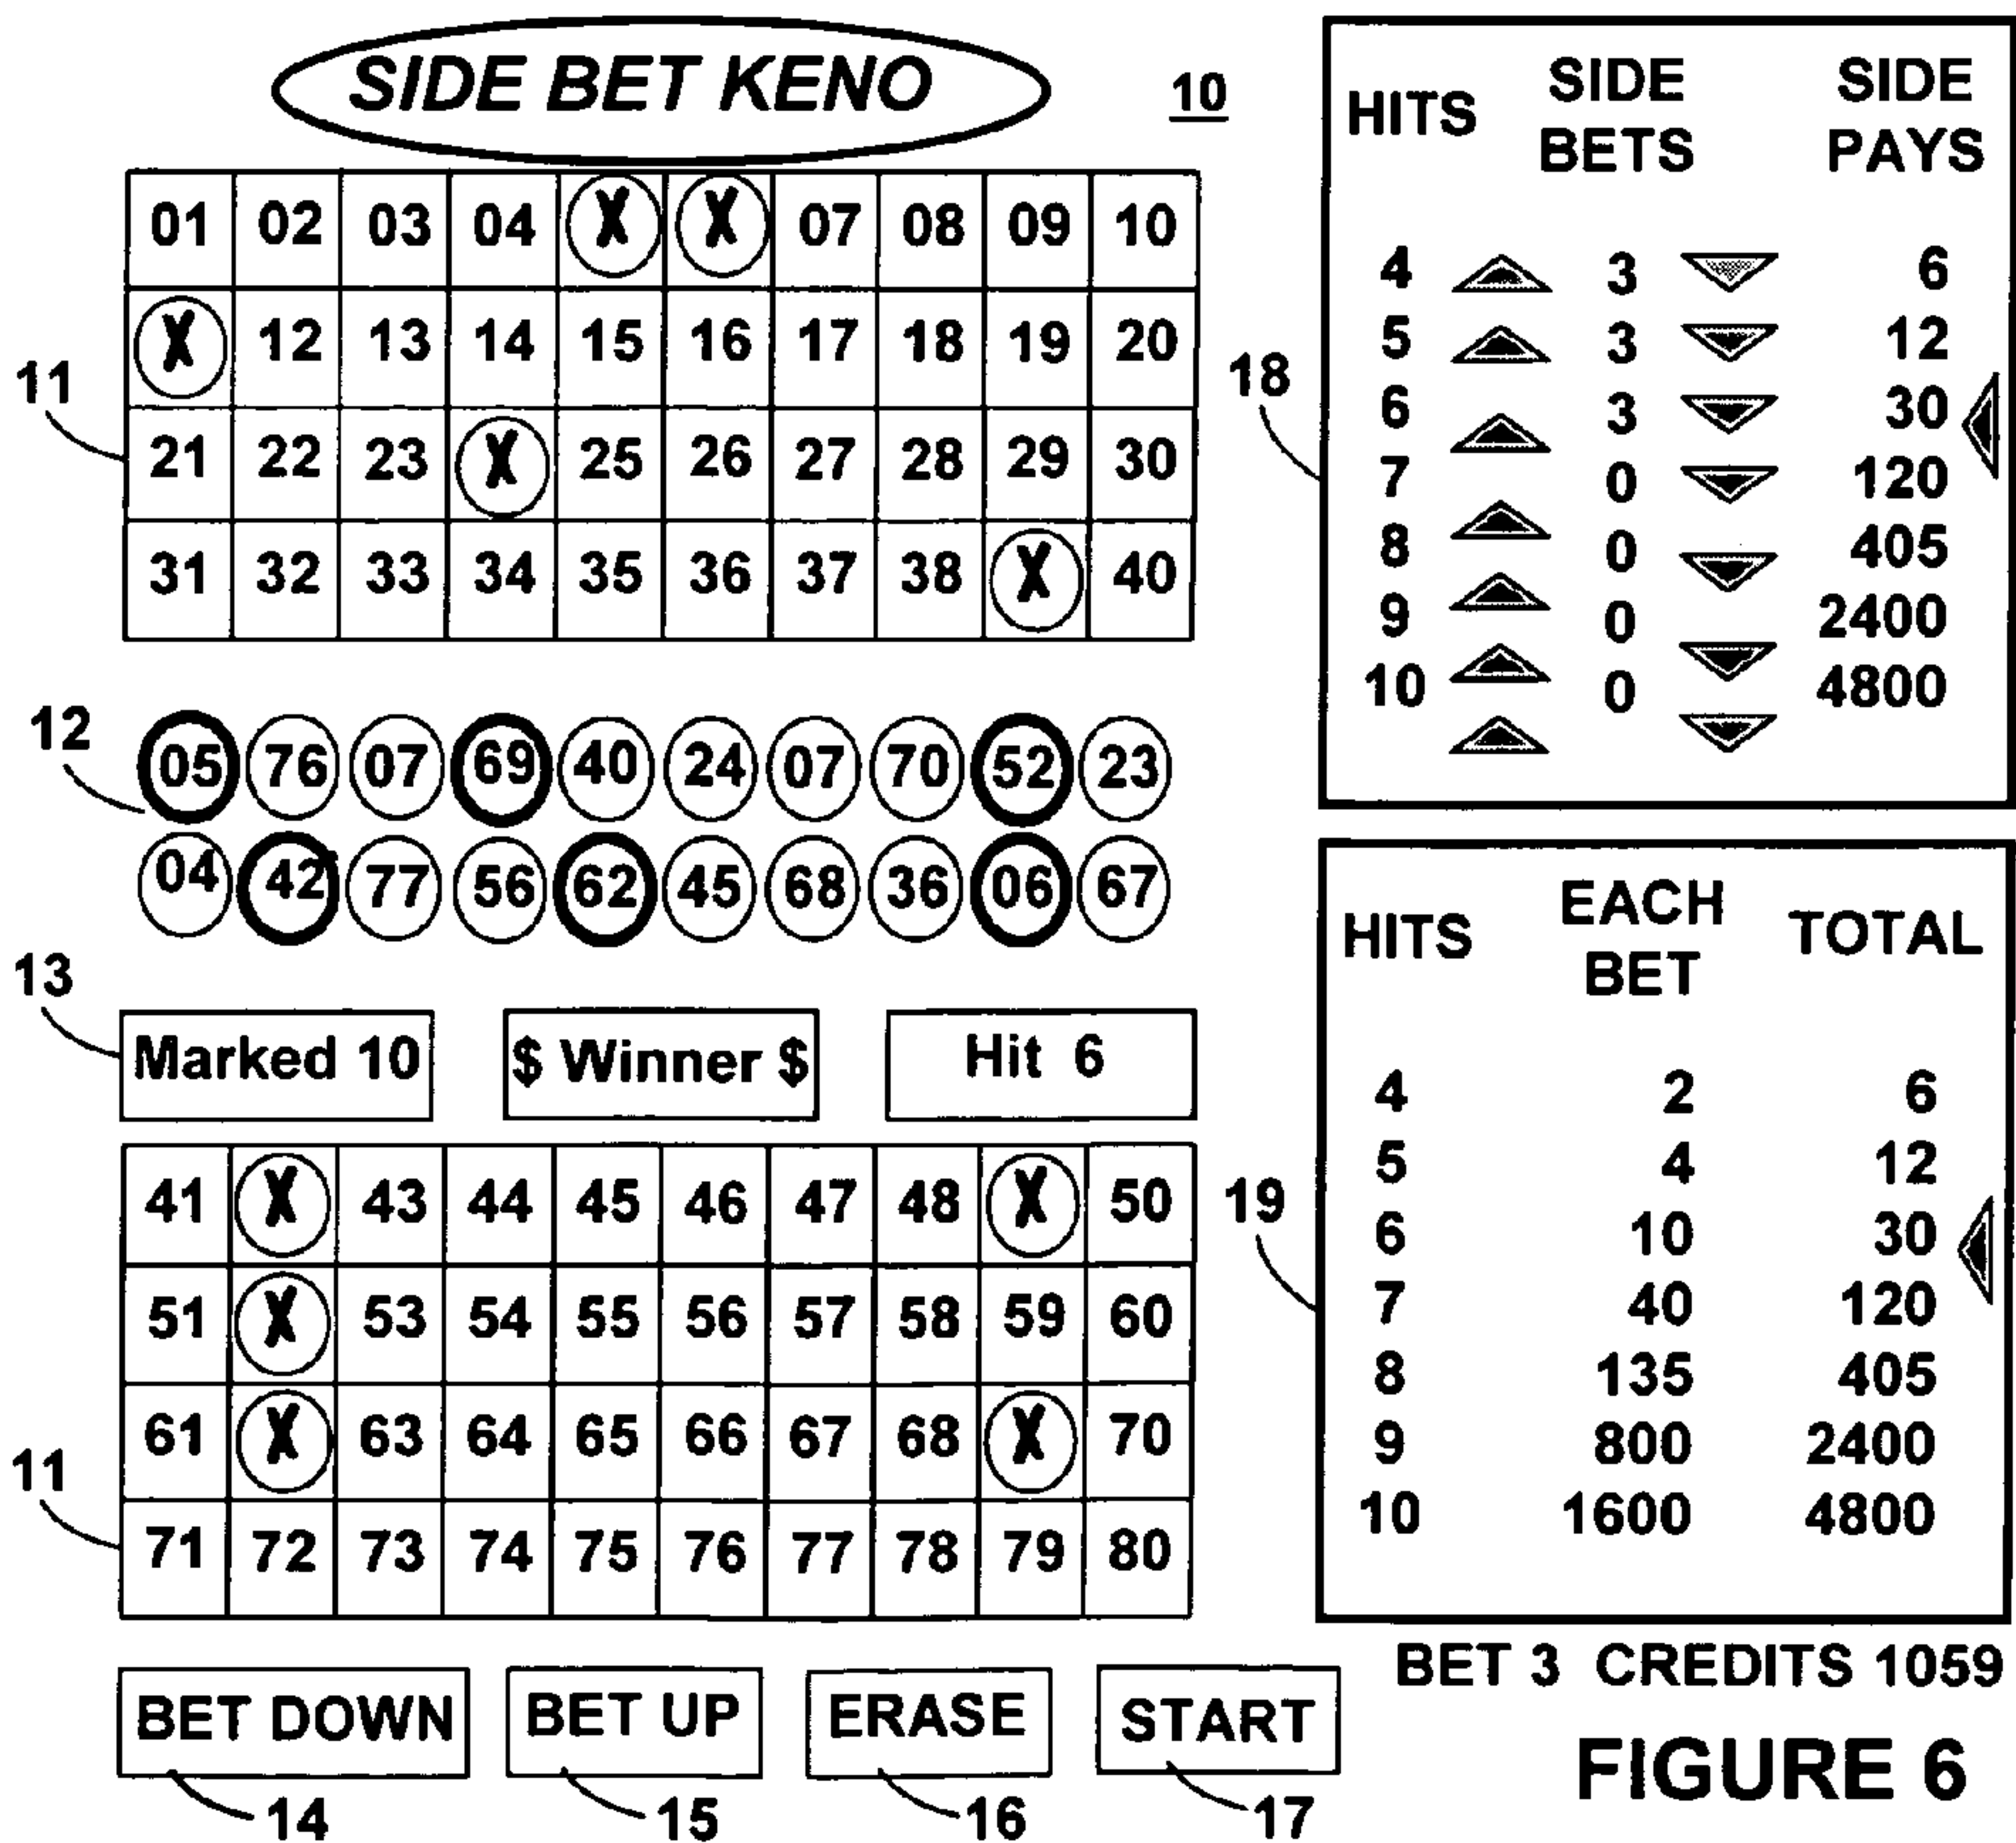 SIDE BET KENO
10
01 02 03 04 X X 07 08 09 10
X 12 13 14 15 16 17 18 19 20
11
21 22 23 X 25 26 27 28 29 30
31 32 33 34 35 36 37 38 X 40
12
05 76 07 69 40 24 07 70 52 23
04 42 77 56 62 45 68 36 06 67
13
Marked 10 $ Winner $ Hit 6
41 X 43 44 45 46 47 48 X 50
51 X 53 54 55 56 57 58 59 60
61 X 63 64 65 66 67 68 X 70
11
71 72 73 74 75 76 77 78 79 80
BET DOWN BET UP ERASE START
14 15 16 17
HITS SIDE BETS SIDE PAYS
4 3 6
5 3 12
18
6 3 30
7 0 120
8 0 405
9 0 2400
10 0 4800
HITS EACH BET TOTAL
4 2 6
5 4 12
19
6 10 30
7 40 120
8 135 405
9 800 2400
10 1600 4800
BET 3 CREDITS 1059
FIGURE 6